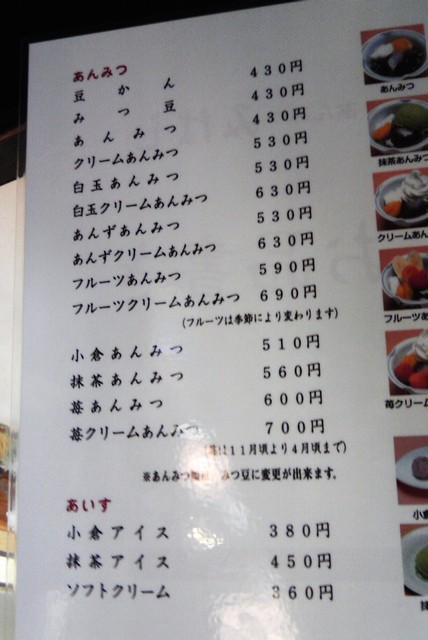 あんみつ
豆かん 430円
みつ豆 430円
あんみつ 430円
クリームあんみつ 530円
白玉あんみつ 530円
白玉クリームあんみつ 630円
あんずあんみつ 530円
あんずクリームあんみつ 630円
フルーツあんみつ 590円
フルーツクリームあんみつ 690円
(フルーツは季節により変わります)
小倉あんみつ 510円
抹茶あんみつ 560円
苺あんみつ 600円
苺クリームあんみつ 700円
は11月頃より4月頃まで)
※あんみつ みつ豆に変更が出来ます。
あいす
小倉アイス 380円
抹茶アイス 450円
ソフトクリーム 360円
あんみつ
抹茶あんみつ
クリームあん
フルーツあ
苺クリーム
小倉